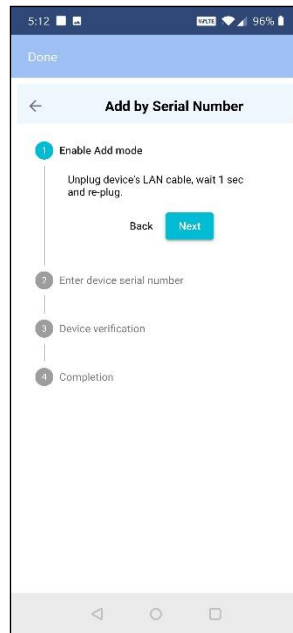 5:12 VoLTE 96%
Done
Add by Serial Number
1 Enable Add mode
Unplug device's LAN cable, wait 1 sec
and re-plug.
Back Next
2 Enter device serial number
3 Device verification
4 Completion